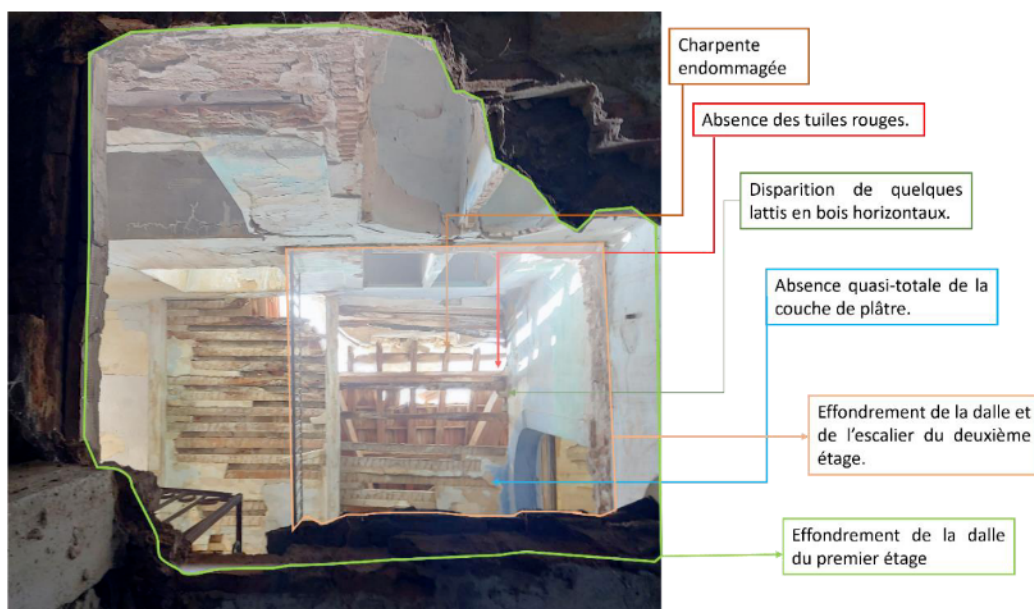 Charpente
endommagée
Absence des tuiles rouges.
Disparition de quelques
lattis en bois horizontaux.
Absence quasi-totale de la
couche de plâtre.
Effondrement de la dalle et
de l'escalier du deuxième
étage.
Effondrement de la dalle
du premier étage